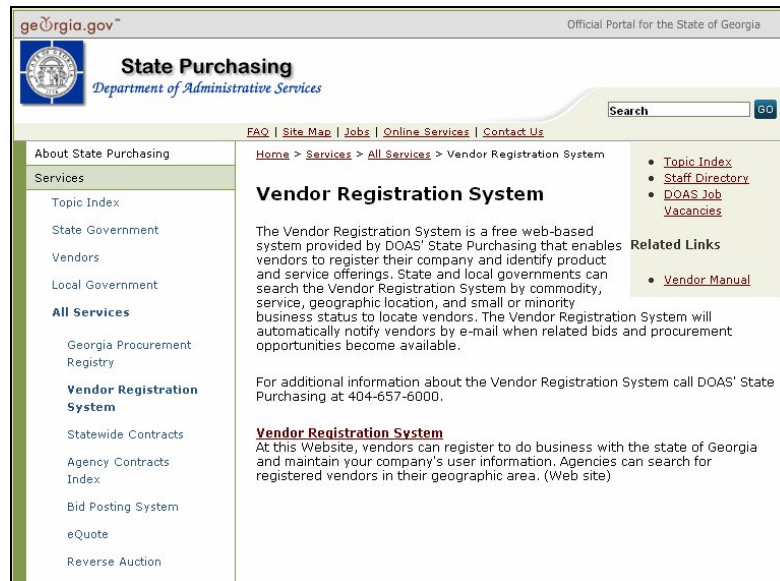 georgia.gov™
Official Portal for the State of Georgia
State Purchasing
Department of Administrative Services
Search
GO
FAQ | Site Map | Jobs | Online Services | Contact Us
About State Purchasing
Services
Topic Index
State Government
Vendors
Local Government
All Services
Georgia Procurement
Registry
Vendor Registration
System
Statewide Contracts
Agency Contracts
Index
Bid Posting System
eQuote
Reverse Auction
Home > Services > All Services > Vendor Registration System
Vendor Registration System
The Vendor Registration System is a free web-based
system provided by DOAS' State Purchasing that enables
vendors to register their company and identify product
and service offerings. State and local governments can
search the Vendor Registration System by commodity,
service, geographic location, and small or minority
business status to locate vendors. The Vendor Registration System will
automatically notify vendors by e-mail when related bids and procurement
opportunities become available.
For additional information about the Vendor Registration System call DOAS' State
Purchasing at 404-657-6000.
Vendor Registration System
At this Website, vendors can register to do business with the state of Georgia
and maintain your company's user information. Agencies can search for
registered vendors in their geographic area. (Web site)
Topic Index
Staff Directory
DOAS Job
Vacancies
Related Links
Vendor Manual